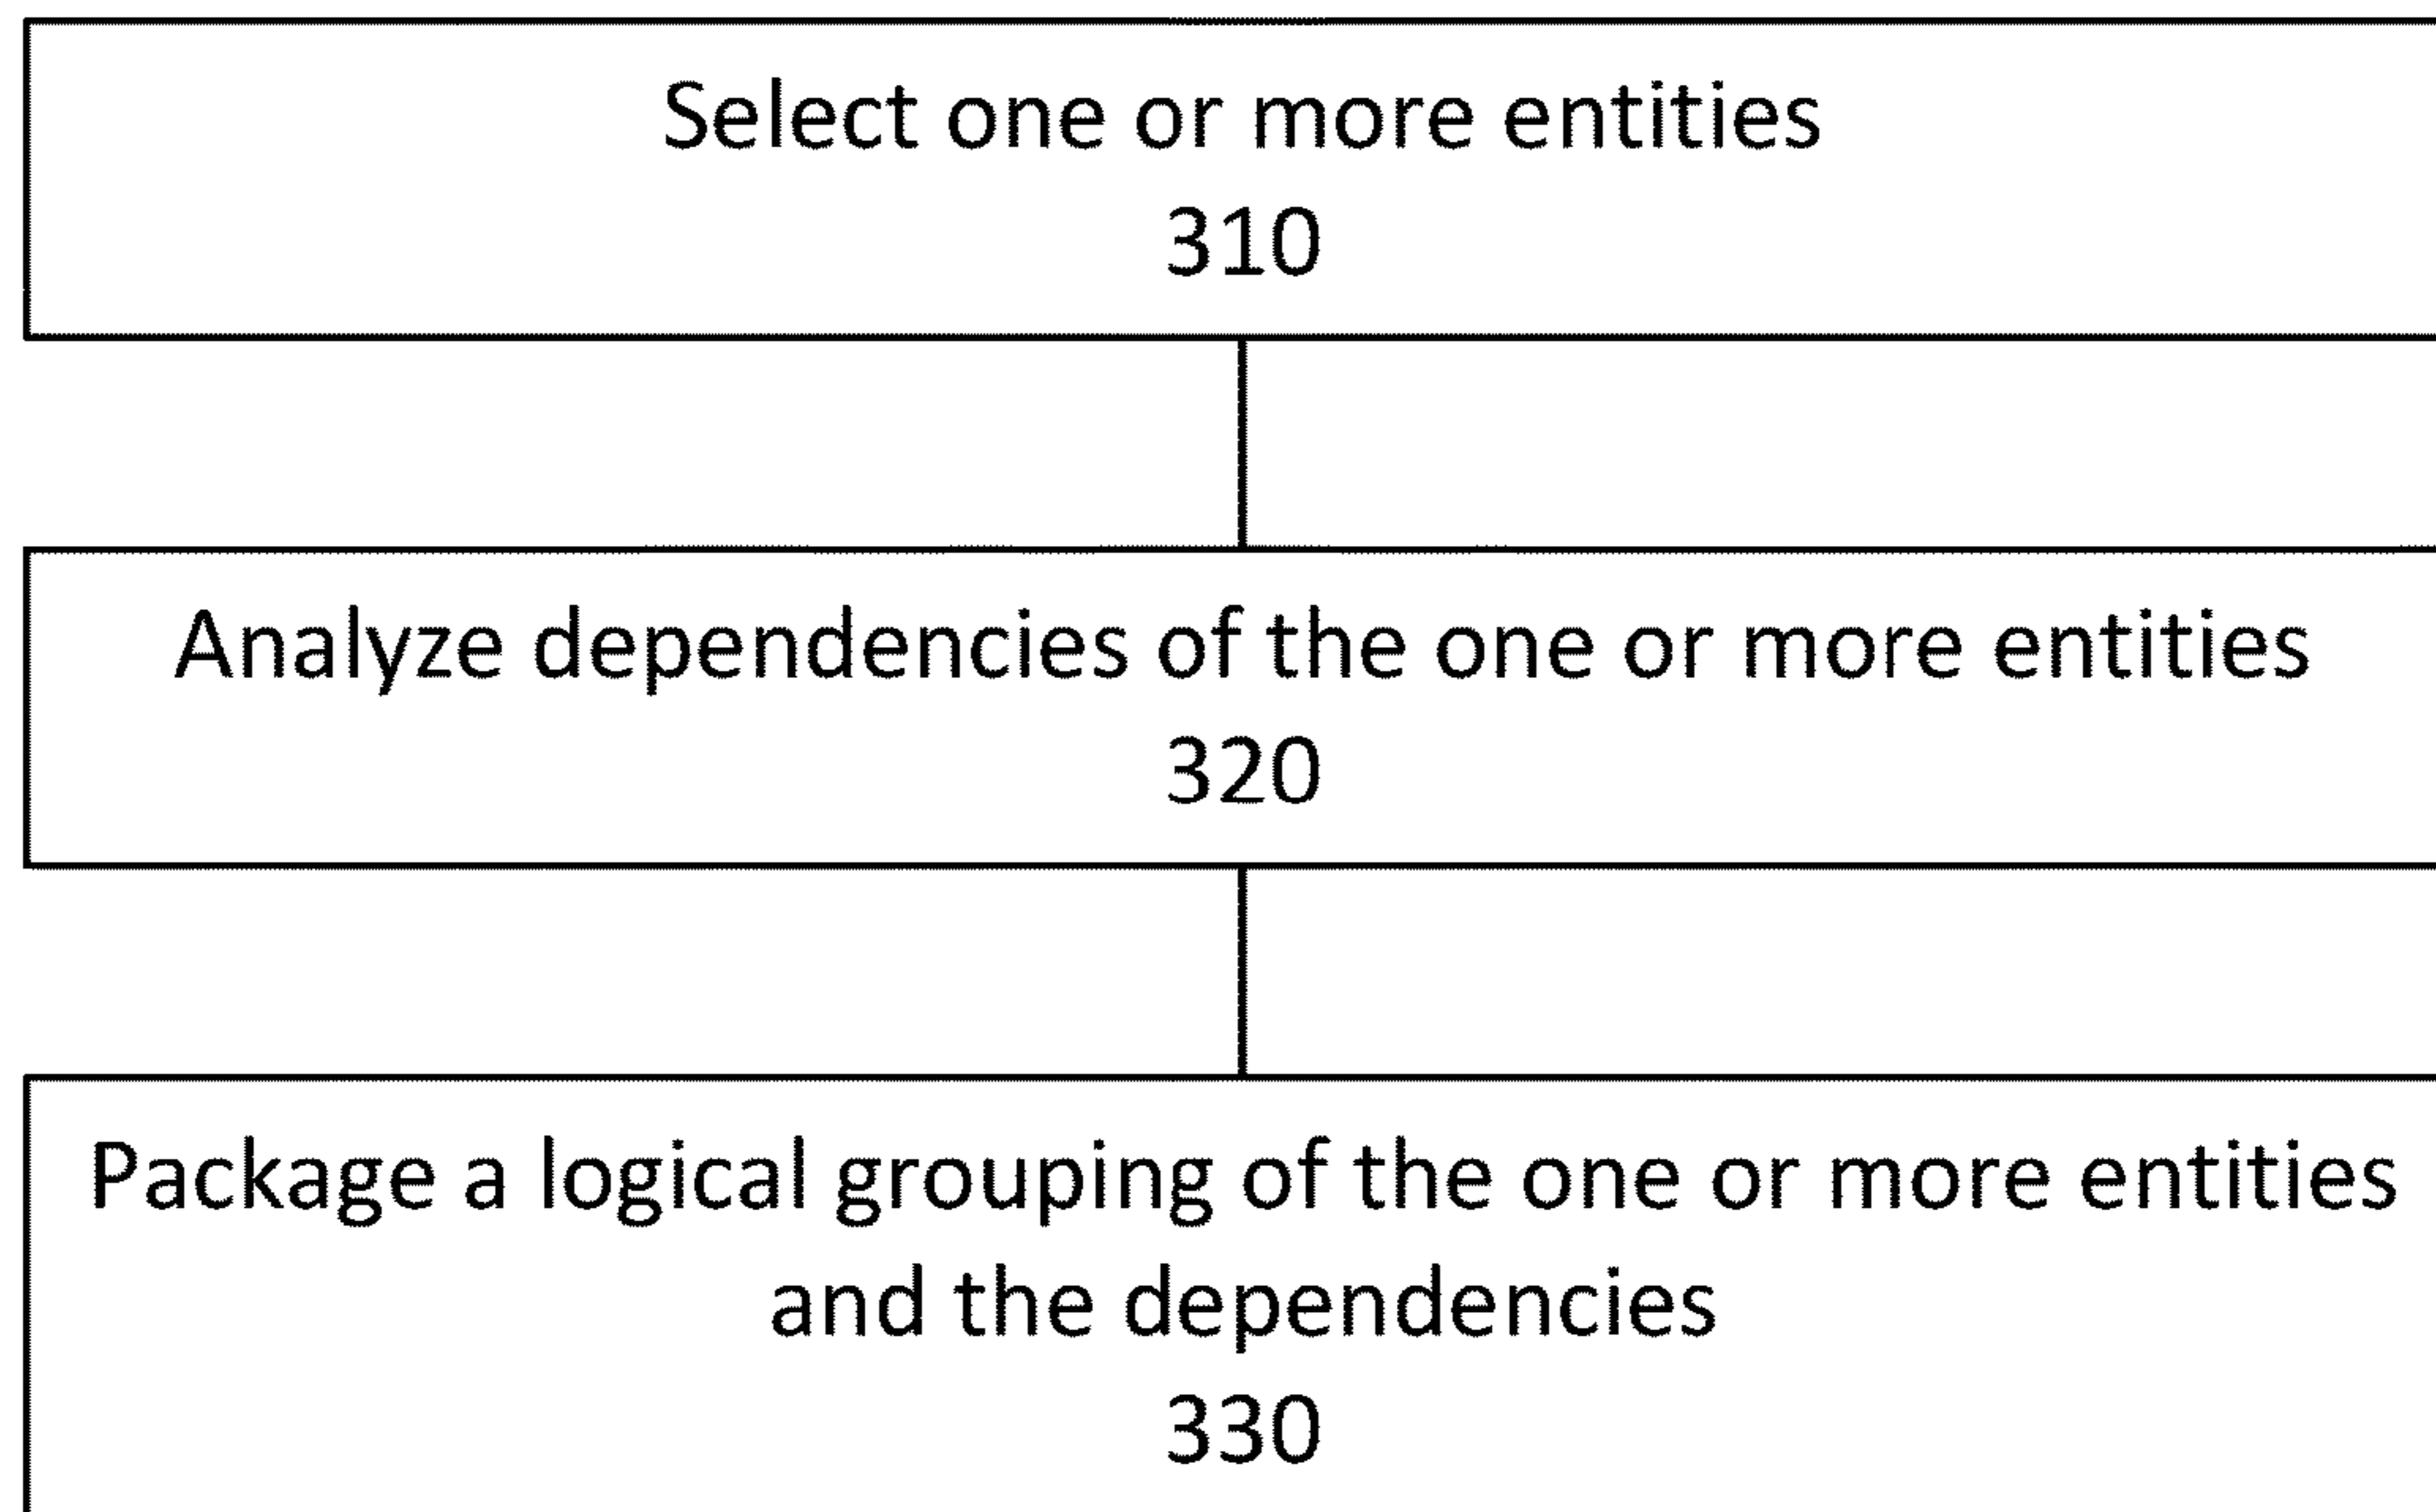 Select one or more entities
310
Analyze dependencies of the one or more entities
320
Package a logical grouping of the one or more entities
and the dependencies
330